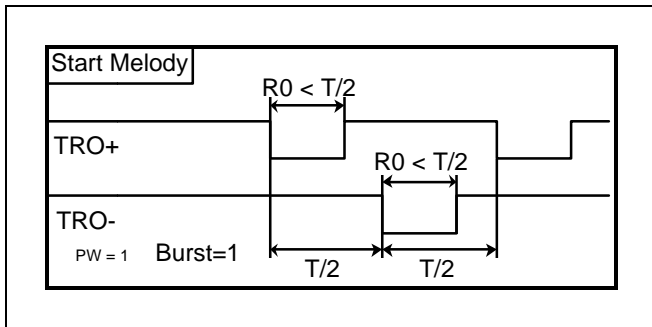 Start Melody
R0 < T/2
TRO+
R0 < T/2
TRO-
PW = 1 Burst=1
T/2 T/2